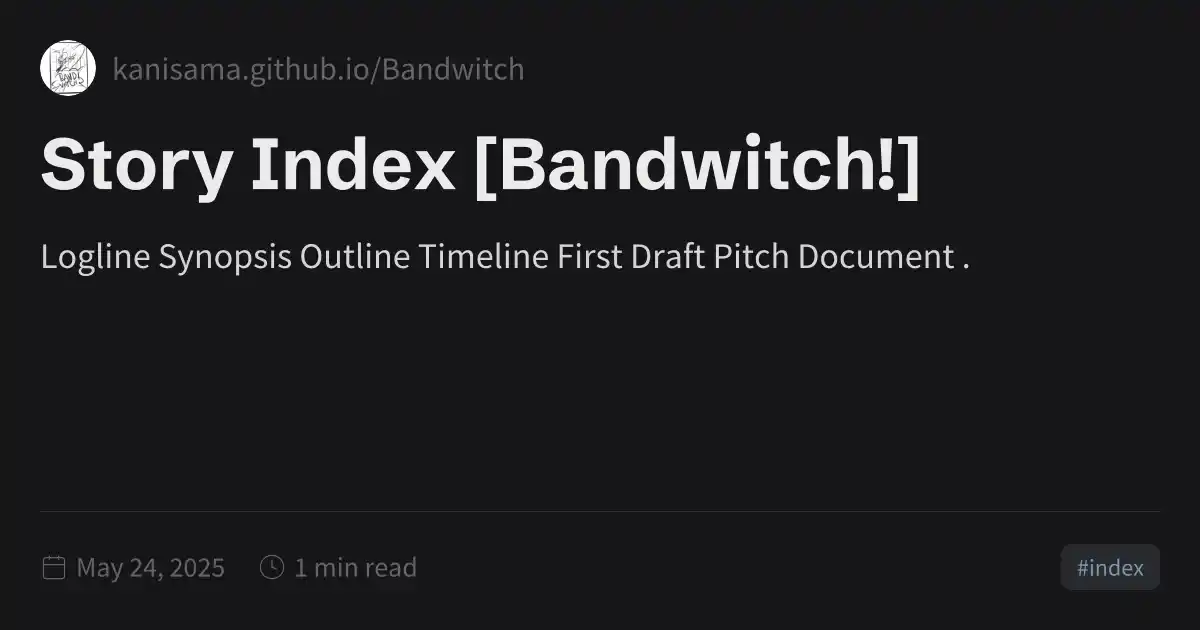 kanisama.github.io/Bandwitch
Story Index [Bandwitch!]
Logline Synopsis Outline Timeline First Draft Pitch Document .
May 24, 2025
1 min read
#index